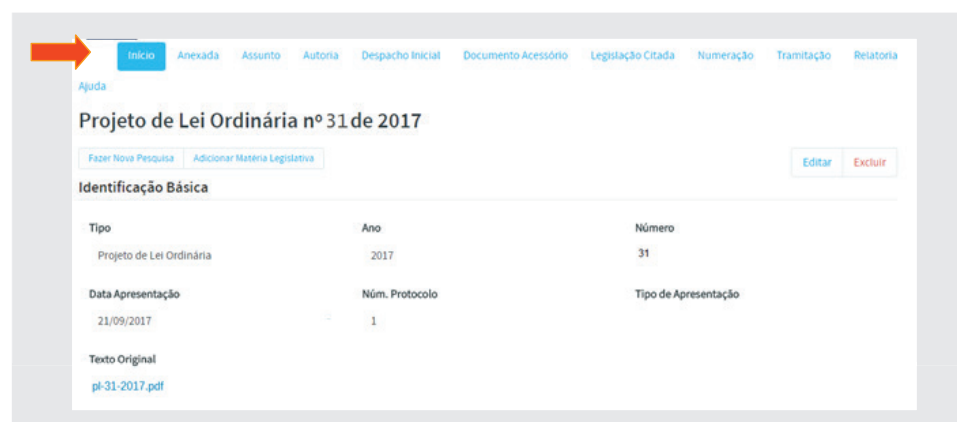 Início Anexada Assunto Autoria Despacho Inicial Documento Acessório Legislação Citada Numeração Tramitação Relatoria
Ajuda
Projeto de Lei Ordinária nº 31 de 2017
Fazer Nova Pesquisa Adicionar Matéria Legislativa Editar Excluir
Identificação Básica
Tipo Ano Número
Projeto de Lei Ordinária 2017 31
Data Apresentação Núm. Protocolo Tipo de Apresentação
21/09/2017 1
Texto Original
pl-31-2017.pdf